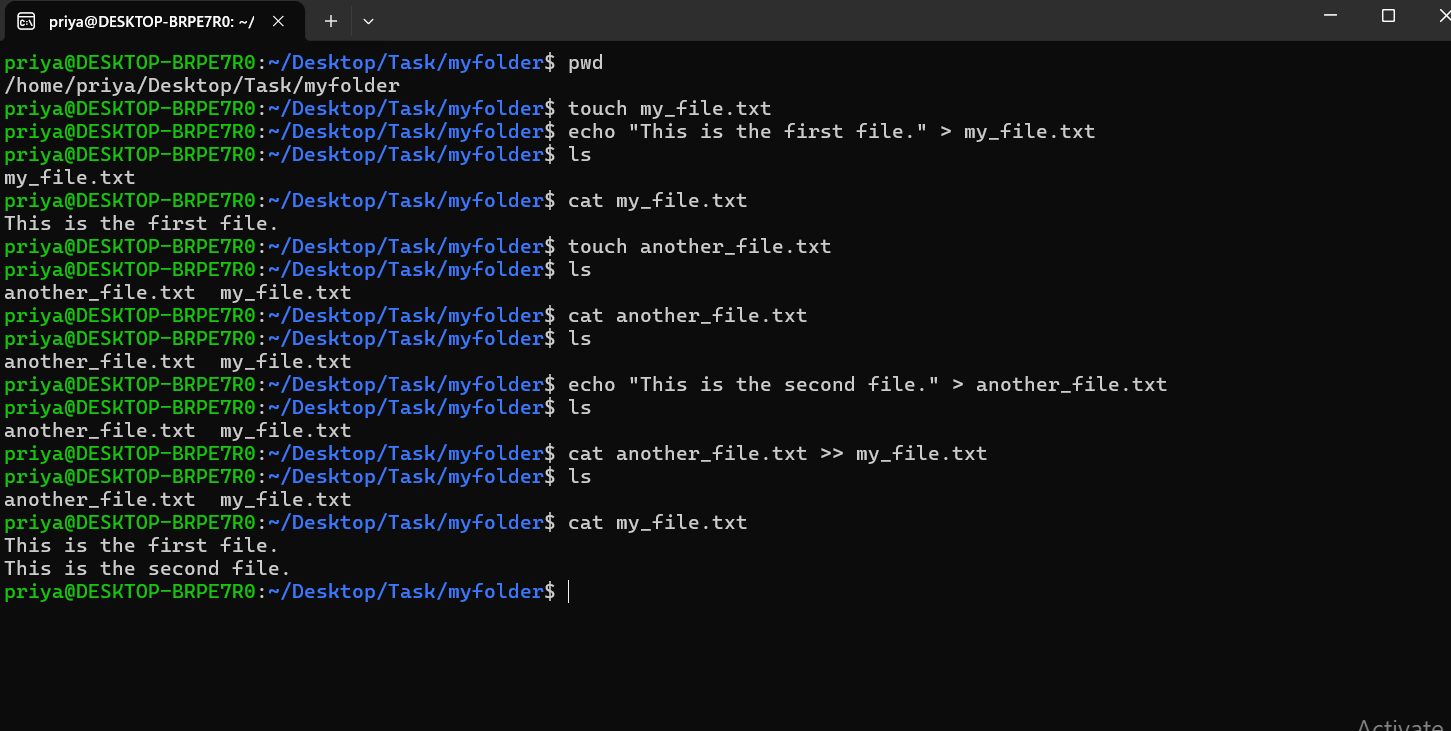 priya@DESKTOP-BRPE7R0: ~/
priya@DESKTOP-BRPE7R0:~/Desktop/Task/myfolder$ pwd
/home/priya/Desktop/Task/myfolder
priya@DESKTOP-BRPE7R0:~/Desktop/Task/myfolder$ touch my_file.txt
priya@DESKTOP-BRPE7R0:~/Desktop/Task/myfolder$ echo "This is the first file." > my_file.txt
priya@DESKTOP-BRPE7R0:~/Desktop/Task/myfolder$ ls
my_file.txt
priya@DESKTOP-BRPE7R0:~/Desktop/Task/myfolder$ cat my_file.txt
This is the first file.
priya@DESKTOP-BRPE7R0:~/Desktop/Task/myfolder$ touch another_file.txt
priya@DESKTOP-BRPE7R0:~/Desktop/Task/myfolder$ ls
another_file.txt  my_file.txt
priya@DESKTOP-BRPE7R0:~/Desktop/Task/myfolder$ cat another_file.txt
priya@DESKTOP-BRPE7R0:~/Desktop/Task/myfolder$ ls
another_file.txt  my_file.txt
priya@DESKTOP-BRPE7R0:~/Desktop/Task/myfolder$ echo "This is the second file." > another_file.txt
priya@DESKTOP-BRPE7R0:~/Desktop/Task/myfolder$ ls
another_file.txt  my_file.txt
priya@DESKTOP-BRPE7R0:~/Desktop/Task/myfolder$ cat another_file.txt >> my_file.txt
priya@DESKTOP-BRPE7R0:~/Desktop/Task/myfolder$ ls
another_file.txt  my_file.txt
priya@DESKTOP-BRPE7R0:~/Desktop/Task/myfolder$ cat my_file.txt
This is the first file.
This is the second file.
priya@DESKTOP-BRPE7R0:~/Desktop/Task/myfolder$
Activate